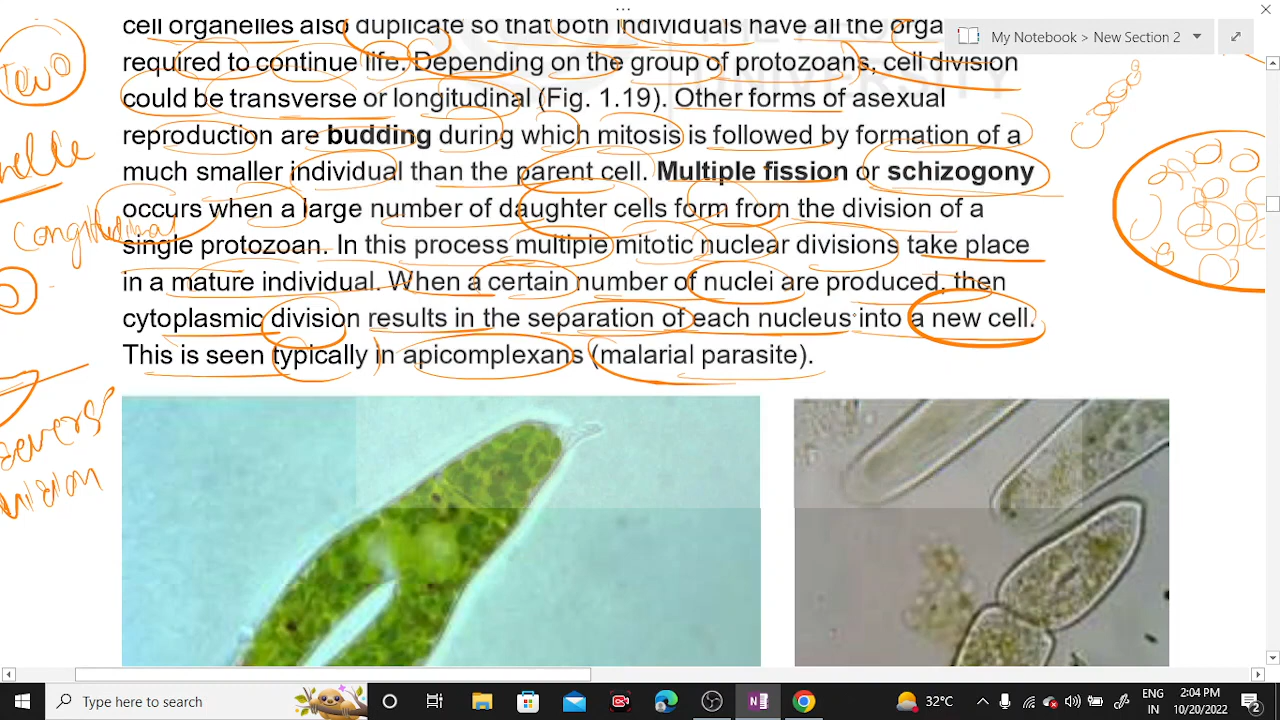 ...
My Notebook > New Section 2
cell organelles also duplicate so that both individuals have all the orga
required to continue life. Depending on the group of protozoans, cell division
could be transverse or longitudinal (Fig. 1.19). Other forms of asexual
reproduction are budding during which mitosis is followed by formation of a
much smaller individual than the parent cell. Multiple fission or schizogony
occurs when a large number of daughter cells form from the division of a
single protozoan. In this process multiple mitotic nuclear divisions take place
in a mature individual. When a certain number of nuclei are produced, then
cytoplasmic division results in the separation of each nucleus into a new cell.
This is seen typically in apicomplexans (malarial parasite).
UNIVERSITY
nelle
Longitudinal
Type here to search
32°C
ENG
IN
2:04 PM
10/20/2022
2